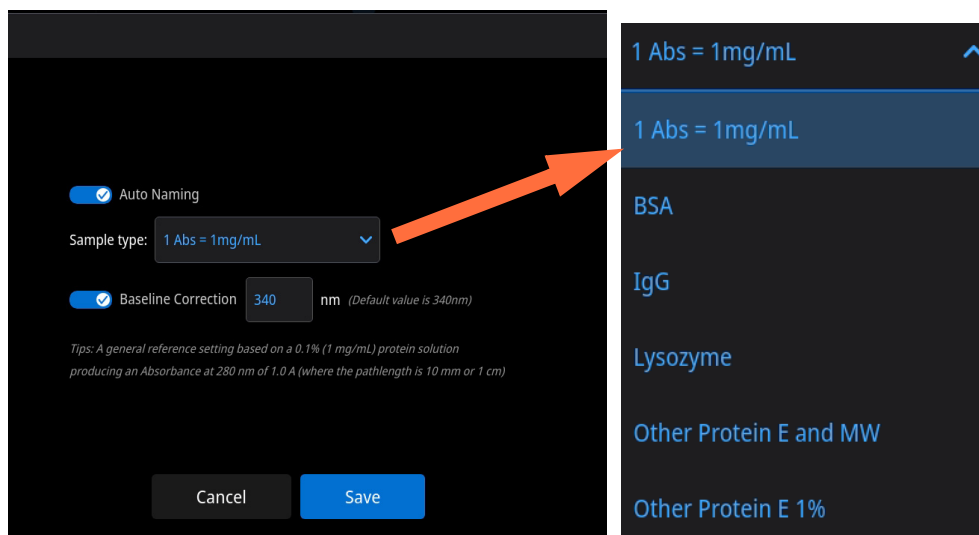 Auto Naming
Sample type: 1 Abs = 1mg/mL
Baseline Correction 340 nm (Default value is 340nm)
Tips: A general reference setting based on a 0.1% (1 mg/mL) protein solution
producing an Absorbance at 280 nm of 1.0 A (where the pathlength is 10 mm or 1 cm)
Cancel Save
1 Abs = 1mg/mL
1 Abs = 1mg/mL
BSA
IgG
Lysozyme
Other Protein E and MW
Other Protein E 1%